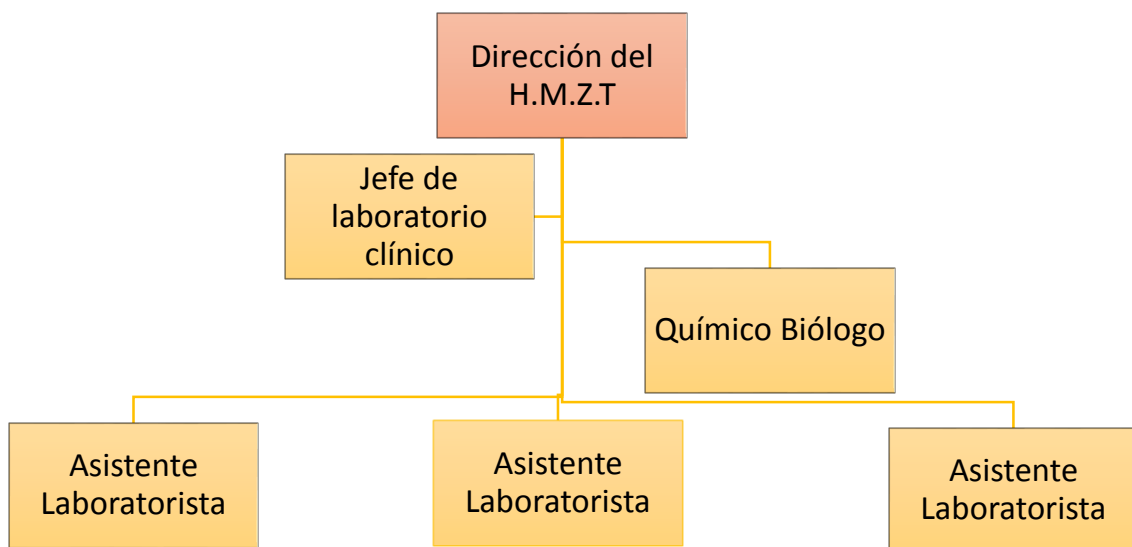 Dirección del
H.M.Z.T
Jefe de
laboratorio
clínico
Químico Biólogo
Asistente
Laboratorista
Asistente
Laboratorista
Asistente
Laboratorista